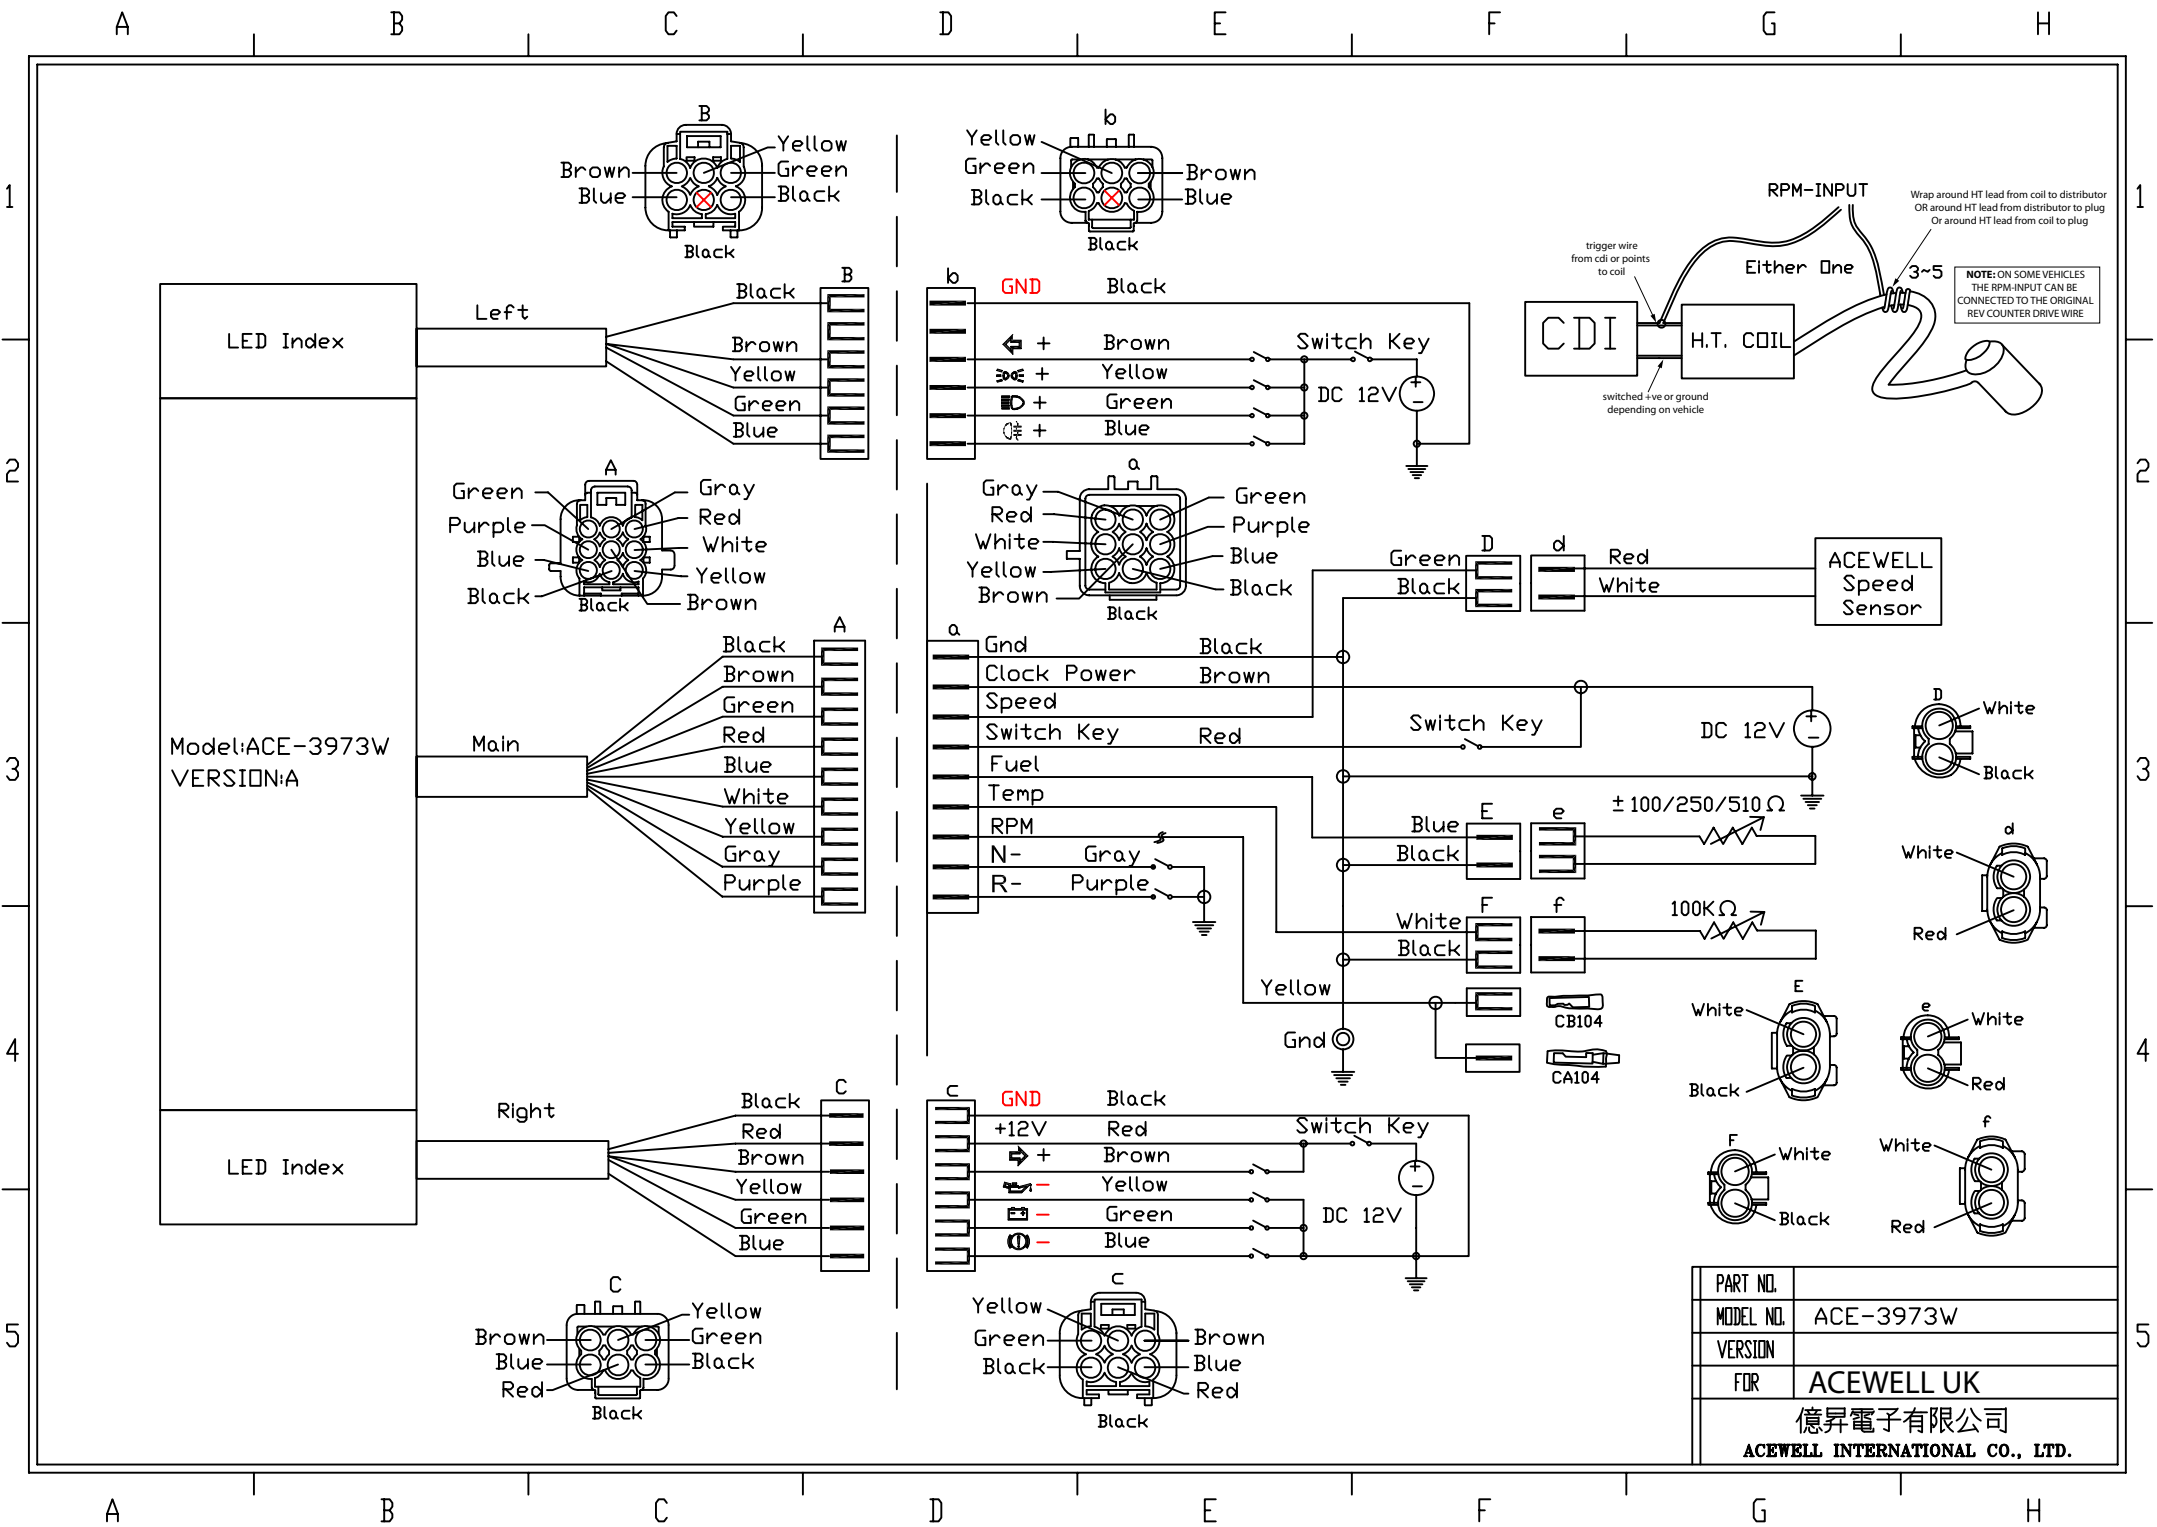 A B C D E F G H
1
B
Yellow
Brown
Green
Blue
Black
Black
b
Yellow
Green
Brown
Black
Blue
Black
RPM-INPUT
Wrap around HT lead from coil to distributor
OR around HT lead from distributor to plug
Or around HT lead from coil to plug
1
trigger wire
from cdi or points
to coil
Either One
3~5
NOTE: ON SOME VEHICLES
THE RPM-INPUT CAN BE
CONNECTED TO THE ORIGINAL
REV COUNTER DRIVE WIRE
CDI
H.T. COIL
switched +ve or ground
depending on vehicle
LED Index
Left
B
Black
Brown
Yellow
Green
Blue
b
GND Black
+ Brown
+ Yellow
+ Green
+ Blue
Switch Key
DC 12V
+
−
2
A
Green
Gray
Purple
Red
Blue
White
Black
Yellow
Brown
Black
a
Gray
Green
Red
Purple
White
Blue
Yellow
Black
Brown
Black
2
D
d
Green
Black
Red
White
ACEWELL
Speed
Sensor
3
Model:ACE-3973W
VERSION:A
Main
A
Black
Brown
Green
Red
Blue
White
Yellow
Gray
Purple
a
Gnd Black
Clock Power Brown
Speed
Switch Key Red
Fuel
Temp
RPM
N- Gray
R- Purple
Switch Key
DC 12V
+
−
D
White
Black
3
±100/250/510Ω
E
e
Blue
Black
d
White
Red
100KΩ
F
f
White
Black
Yellow
CB104
Gnd
CA104
E
White
Black
e
White
Red
4
4
LED Index
Right
C
Black
Red
Brown
Yellow
Green
Blue
c
GND Black
+12V Red
+ Brown
− Yellow
− Green
− Blue
Switch Key
DC 12V
+
−
F
White
Black
f
White
Red
5
C
Yellow
Brown
Green
Blue
Black
Red
Black
c
Yellow
Green
Brown
Black
Blue
Red
Black
5
PART NO.
MODEL NO. ACE-3973W
VERSION
FOR ACEWELL UK
億昇電子有限公司
ACEWELL INTERNATIONAL CO., LTD.
A B C D E F G H